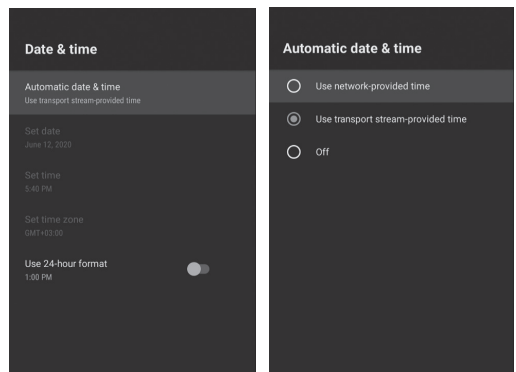 Date & time
Automatic date & time
Use transport stream-provided time
Set date
June 12, 2020
Set time
5:40 PM
Set time zone
GMT+03:00
Use 24-hour format
1:00 PM
Automatic date & time
Use network-provided time
Use transport stream-provided time
Off